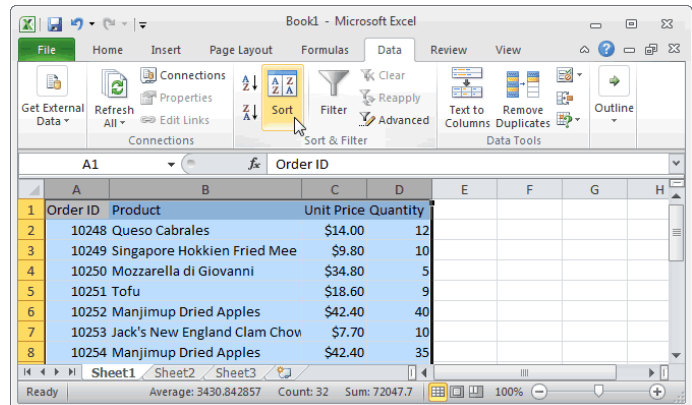 Book1 - Microsoft Excel
File Home Insert Page Layout Formulas Data Review View
Get External Data
Refresh All
Connections
Properties
Edit Links
Connections
A Z
Z A
A Z Z A
Sort
Filter
Clear
Reapply
Advanced
Sort & Filter
Text to Columns
Remove Duplicates
Data Tools
Outline
A1 fx Order ID
A B C D E F G H
1 Order ID Product Unit Price Quantity
2 10248 Queso Cabrales $14.00 12
3 10249 Singapore Hokkien Fried Mee $9.80 10
4 10250 Mozzarella di Giovanni $34.80 5
5 10251 Tofu $18.60 9
6 10252 Manjimup Dried Apples $42.40 40
7 10253 Jack's New England Clam Chow $7.70 10
8 10254 Manjimup Dried Apples $42.40 35
Sheet1 Sheet2 Sheet3
Ready Average: 3430.842857 Count: 32 Sum: 72047.7 100%